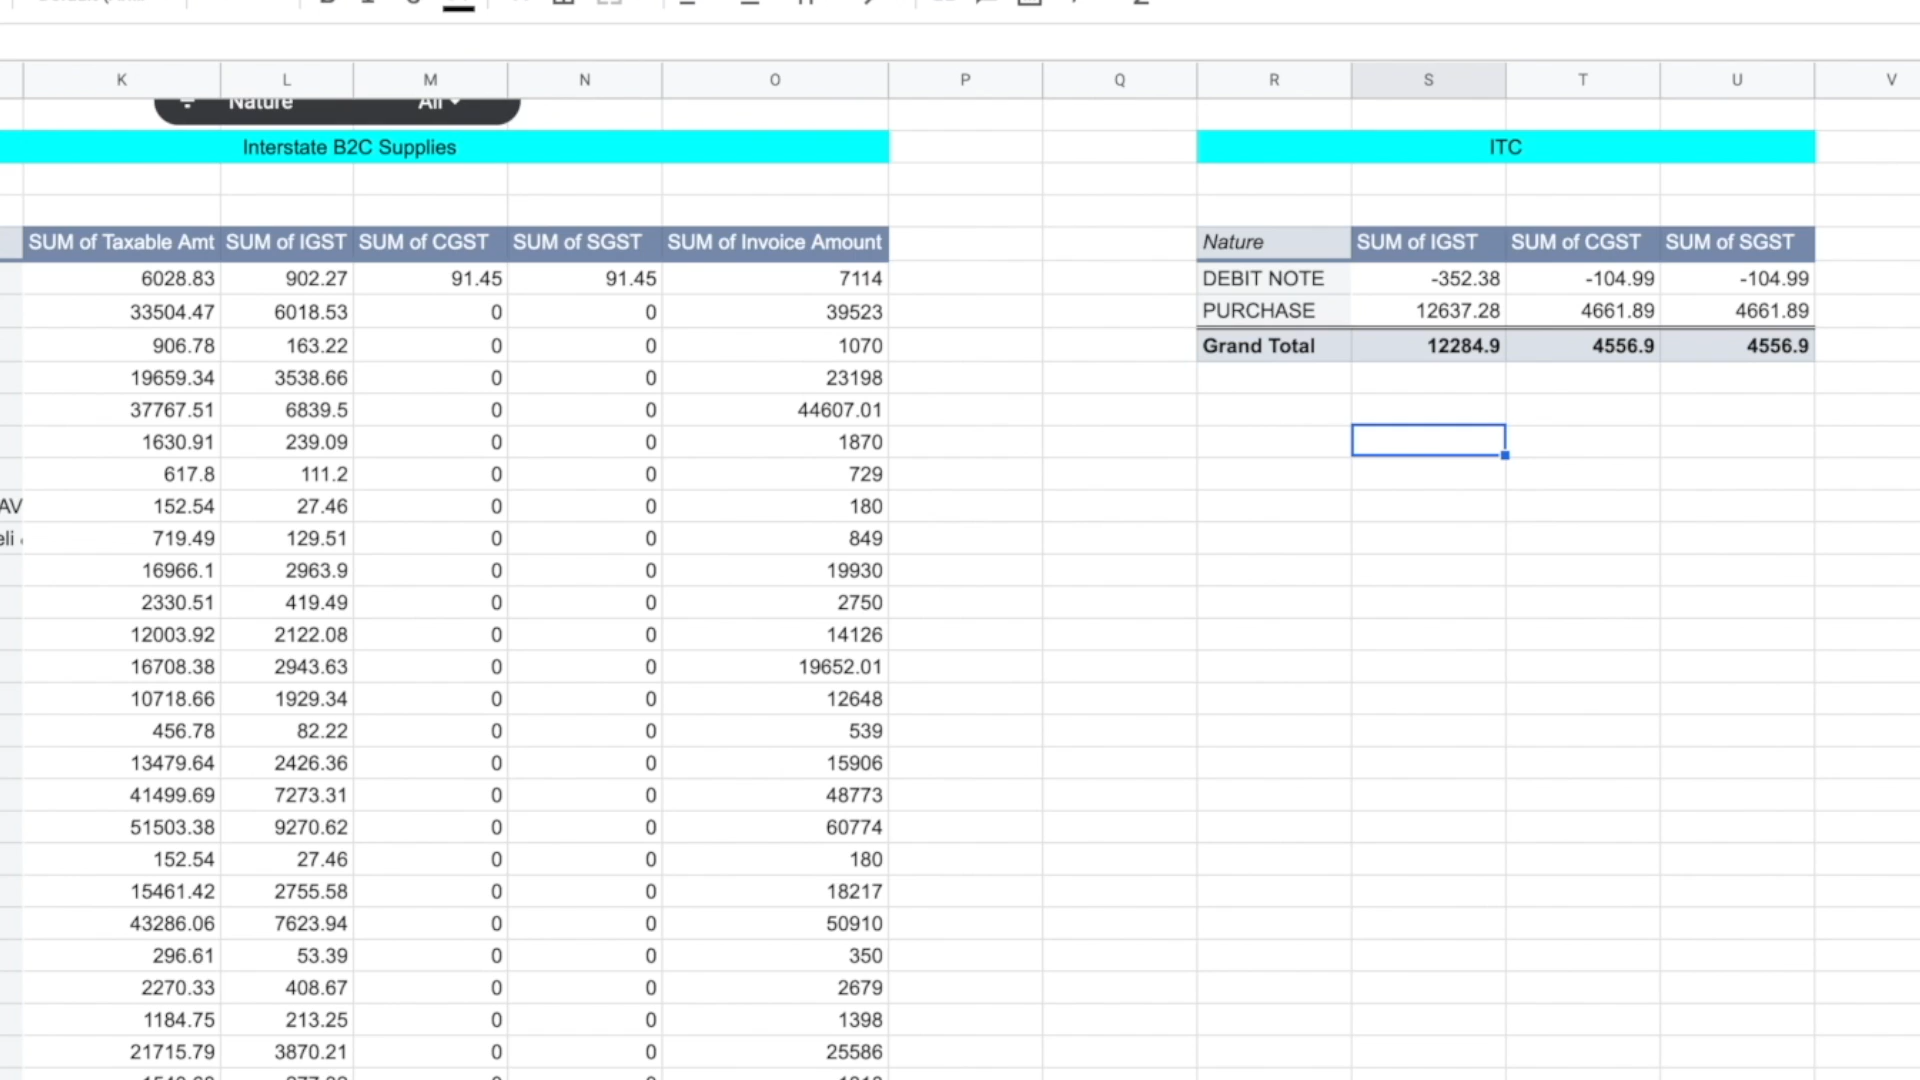 K L M N O P Q R S T U V
Nature All
Interstate B2C Supplies ITC
SUM of Taxable Amt SUM of IGST SUM of CGST SUM of SGST SUM of Invoice Amount Nature SUM of IGST SUM of CGST SUM of SGST
6028.83 902.27 91.45 91.45 7114 DEBIT NOTE -352.38 -104.99 -104.99
33504.47 6018.53 0 0 39523 PURCHASE 12637.28 4661.89 4661.89
906.78 163.22 0 0 1070 Grand Total 12284.9 4556.9 4556.9
19659.34 3538.66 0 0 23198
37767.51 6839.5 0 0 44607.01
1630.91 239.09 0 0 1870
617.8 111.2 0 0 729
AV 152.54 27.46 0 0 180
eli 719.49 129.51 0 0 849
16966.1 2963.9 0 0 19930
2330.51 419.49 0 0 2750
12003.92 2122.08 0 0 14126
16708.38 2943.63 0 0 19652.01
10718.66 1929.34 0 0 12648
456.78 82.22 0 0 539
13479.64 2426.36 0 0 15906
41499.69 7273.31 0 0 48773
51503.38 9270.62 0 0 60774
152.54 27.46 0 0 180
15461.42 2755.58 0 0 18217
43286.06 7623.94 0 0 50910
296.61 53.39 0 0 350
2270.33 408.67 0 0 2679
1184.75 213.25 0 0 1398
21715.79 3870.21 0 0 25586